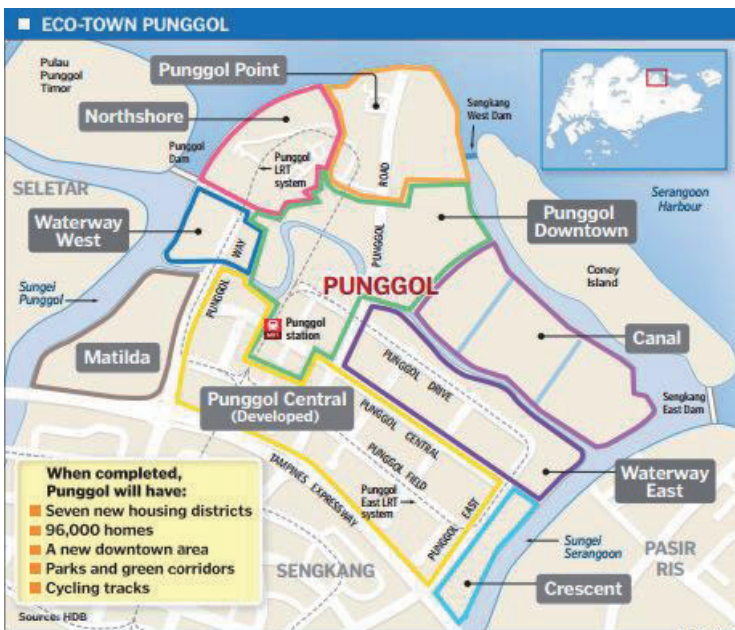 ECO-TOWN PUNGGOL
Pulau
Punggol
Timor
Punggol Point
Northshore
Punggol
Dam
Punggol
LRT
system
ROAD
Sengkang
West Dam
SELETAR
Serangoon
Harbour
Waterway
West
WAY
PUNGGOL
Punggol
Downtown
Sungei
Punggol
PUNGGOL
PUNGGOL
Coney
Island
Punggol
station
Canal
Matilda
PUNGGOL DRIVE
Punggol Central
(Developed)
Sengkang
East Dam
PUNGGOL CENTRAL
PUNGGOL FIELD
TAMPINES EXPRESSWAY
Waterway
East
Punggol
East LRT
system
PUNGGOL EAST
When completed,
Punggol will have:
Seven new housing districts
96,000 homes
A new downtown area
Parks and green corridors
Cycling tracks
Sungei
Serangoon
PASIR
RIS
SENGKANG
Crescent
Source: HDB